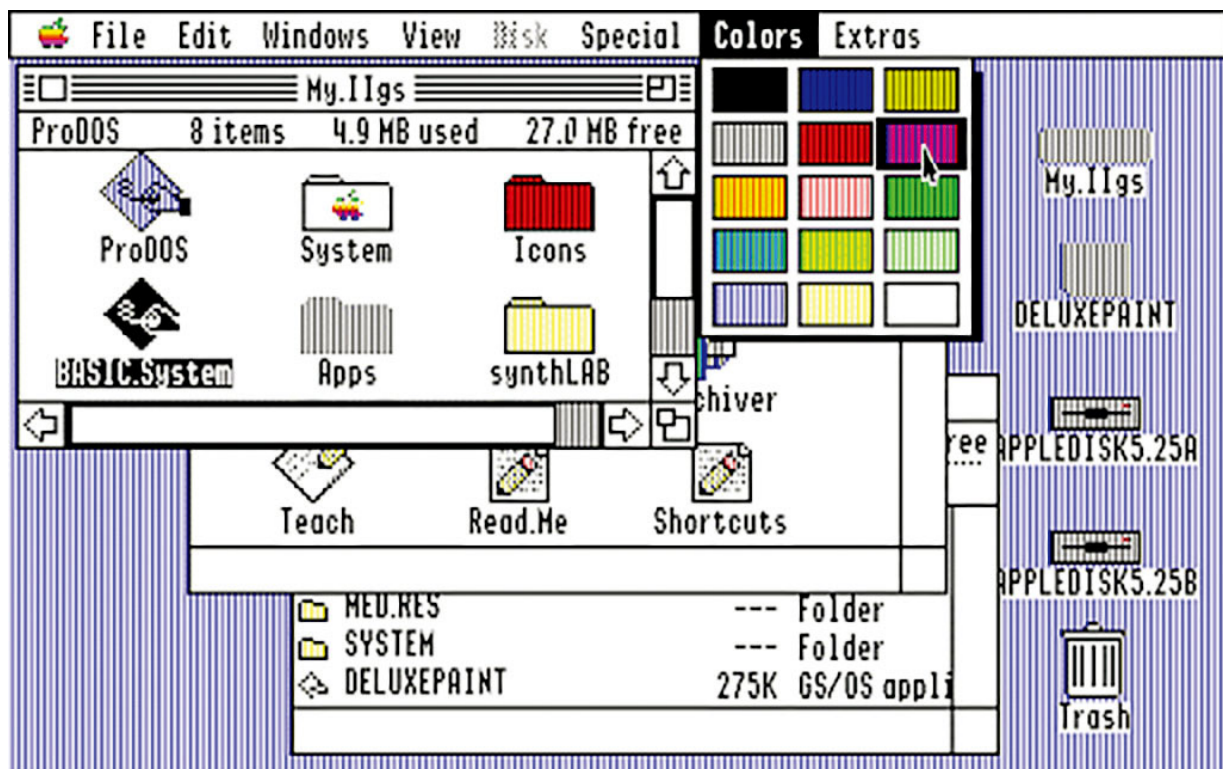 File Edit Windows View Disk Special Colors Extras
My.IIgs
ProDOS 8 items 4.9 MB used 27.0 MB free
ProDOS System Icons
BASIC.System Apps synthLAB
My.IIgs
DELUXEPAINT
APPLEDISK5.25A
APPLEDISK5.25B
Trash
chiver
ree
Teach Read.Me Shortcuts
MED.RES --- Folder
SYSTEM --- Folder
DELUXEPAINT 275K GS/OS appli